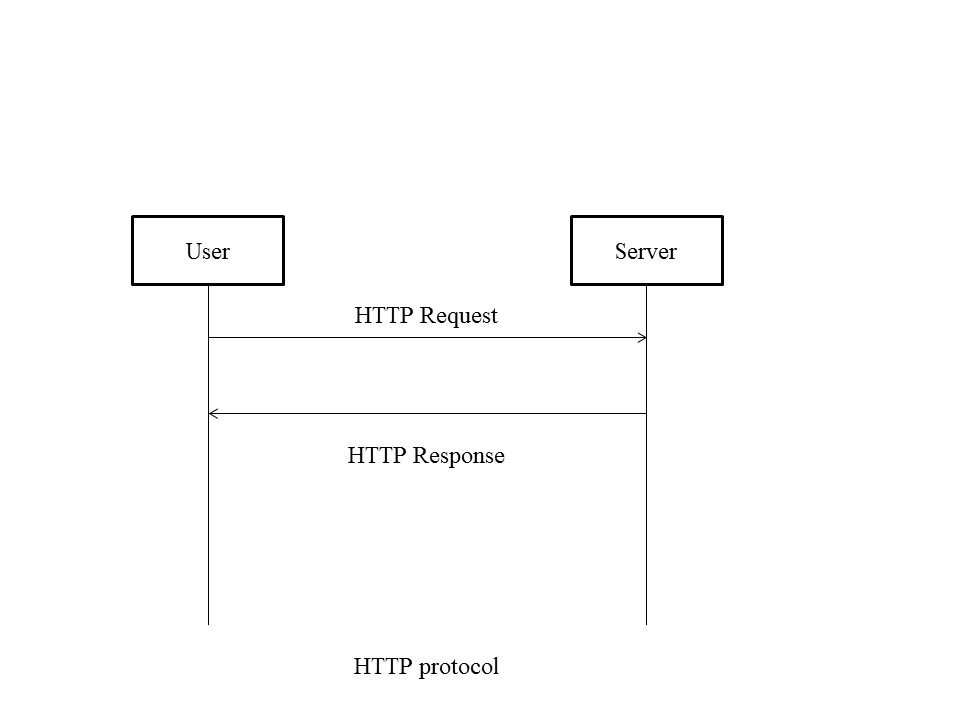 User
Server
HTTP Request
HTTP Response
HTTP protocol